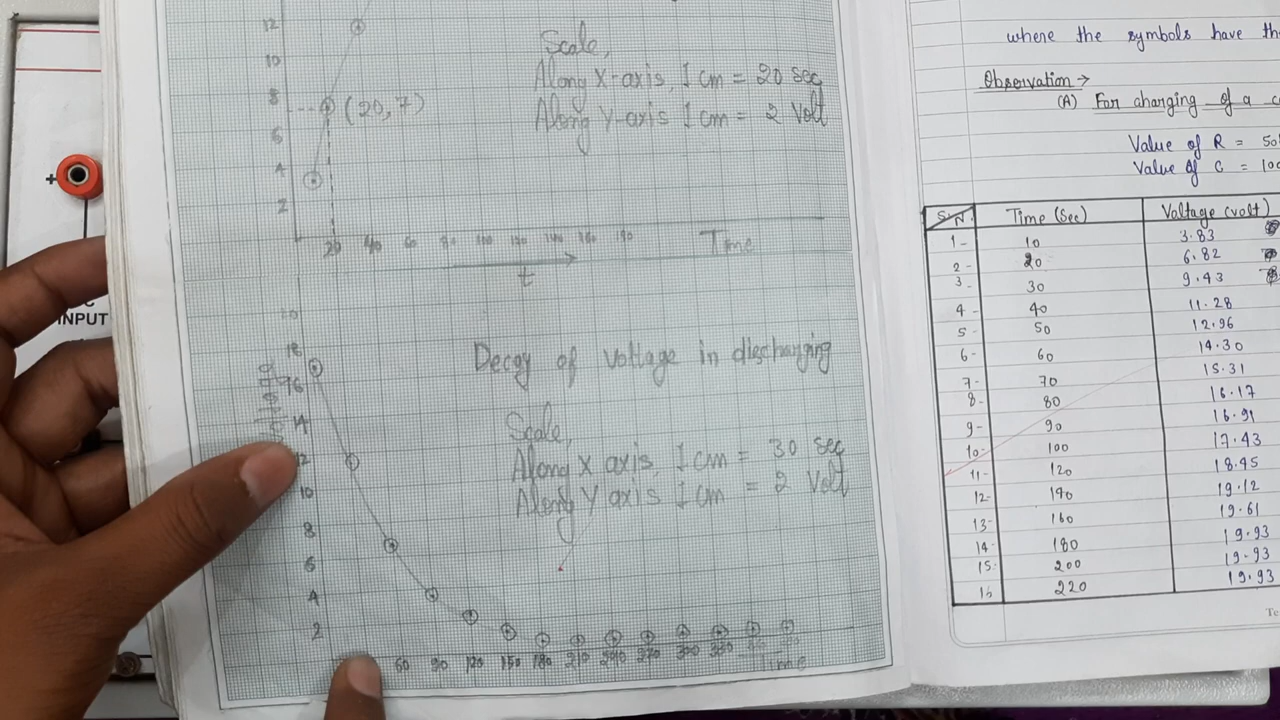 12
10
Scale,
Along X-axis, 1 cm = 20 sec
Along Y-axis 1 cm = 2 Volt
8
(20, 7)
6
4
2
20 40 60 80 100 120 140 160 180 Time
t
+
INPUT
20
18
Decay of voltage in discharging
16
14
Scale,
Along X axis, 1 cm = 30 sec
Along Y axis 1 cm = 2 Volt
12
10
8
6
4
2
60 90 120 150 180 210 240 270 300 330
Time
where the symbols have
Observation →
(A) For charging of a
Value of R =
Value of C =
S.N. Time (Sec) Voltage (volt)
1- 10 3.83
2- 20 6.82
3- 30 9.43
4- 40 11.28
5- 50 12.96
6- 60 14.30
7- 70 15.31
8- 80 16.17
9- 90 16.91
10- 100 17.43
11- 120 18.45
12- 140 19.12
13- 160 19.61
14- 180 19.93
15- 200 19.93
16 220 19.93